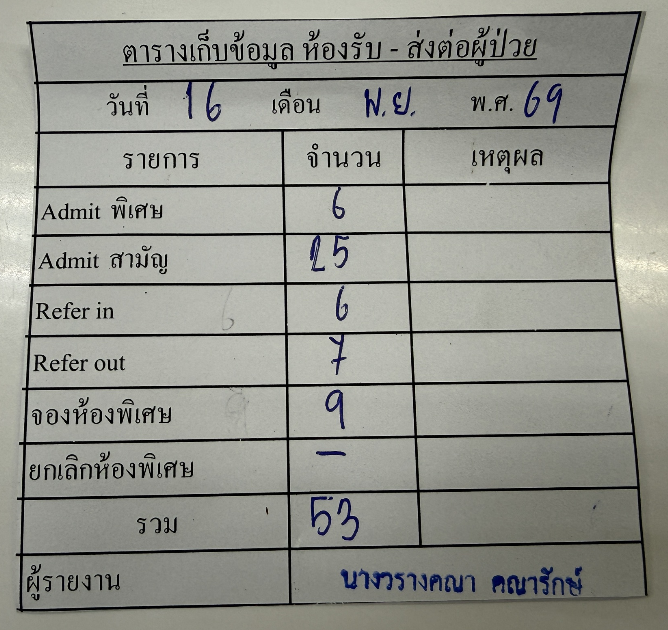 ตารางเก็บข้อมูล ห้องรับ - ส่งต่อผู้ป่วย
วันที่ 16 เดือน พ.ย. พ.ศ. 69
รายการ จำนวน เหตุผล
Admit พิเศษ 6
Admit สามัญ 25
Refer in 6
Refer out 7
จองห้องพิเศษ 9
ยกเลิกห้องพิเศษ —
รวม 53
ผู้รายงาน นางวรางคณา คณารักษ์